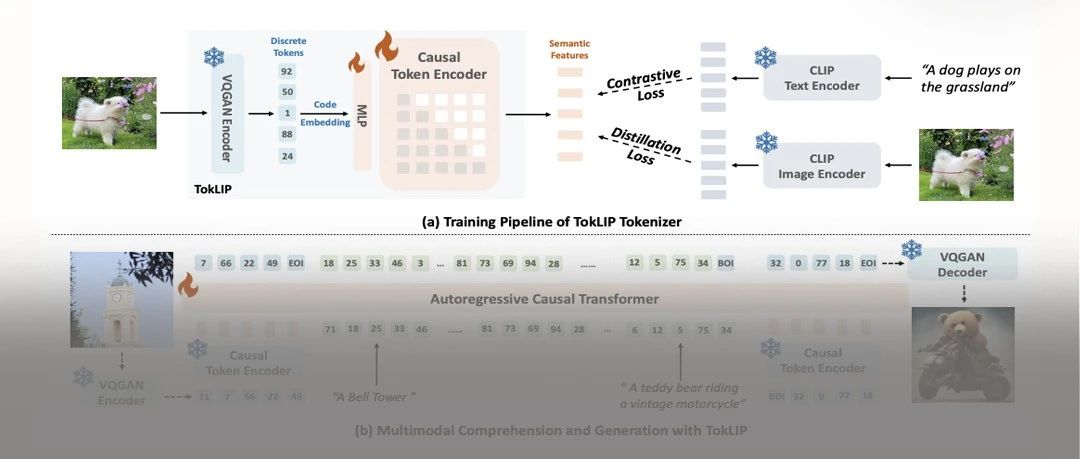 Discrete
Tokens
92
50
1
88
24
VQGAN Encoder
Code
Embedding
MLP
Causal
Token Encoder
TokLIP
Semantic
Features
Contrastive
Loss
Distillation
Loss
CLIP
Text Encoder
CLIP
Image Encoder
“A dog plays on
the grassland”
(a) Training Pipeline of TokLIP Tokenizer
7 66 22 49 EOI 18 25 33 46 3 ... 81 73 69 94 28 ...... 12 5 75 34 BOI 32 0 77 18 EOI
VQGAN
Decoder
Autoregressive Causal Transformer
71 18 25 33 46 ...... 81 73 69 94 28 ... 6 12 5 75 34
Causal
Token Encoder
Causal
Token Encoder
VQGAN
Encoder
11 7 66 22 49
“A Bell Tower ”
“ A teddy bear riding
a vintage motorcycle”
BOI 32 0 77 18
(b) Multimodal Comprehension and Generation with TokLIP